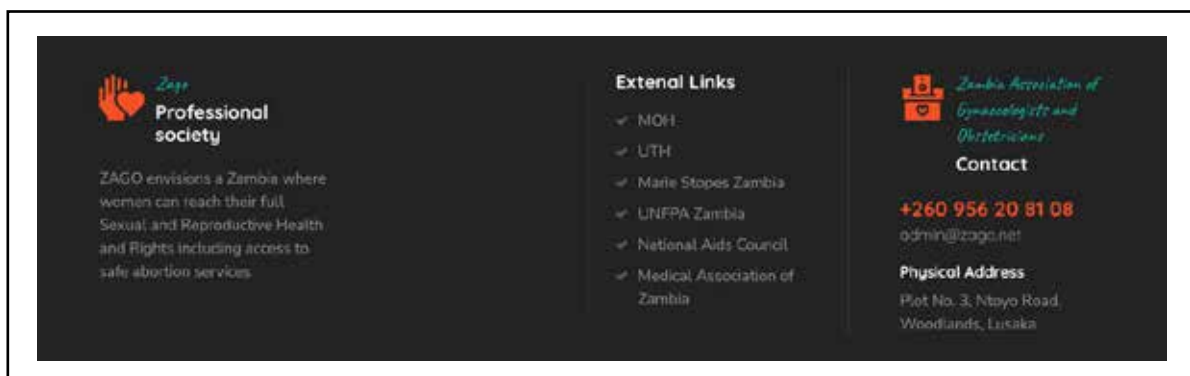 Zago
Professional
society
ZAGO envisions a Zambia where
women can reach their full
Sexual and Reproductive Health
and Rights including access to
safe abortion services
Extenal Links
MOH
UTH
Marie Stopes Zambia
UNFPA Zambia
National Aids Council
Medical Association of
Zambia
Zambia Association of
Gynaecologists and
Obstetricians
Contact
+260 956 20 81 08
admin@zago.net
Physical Address
Plot No. 3, Ntoyo Road,
Woodlands, Lusaka